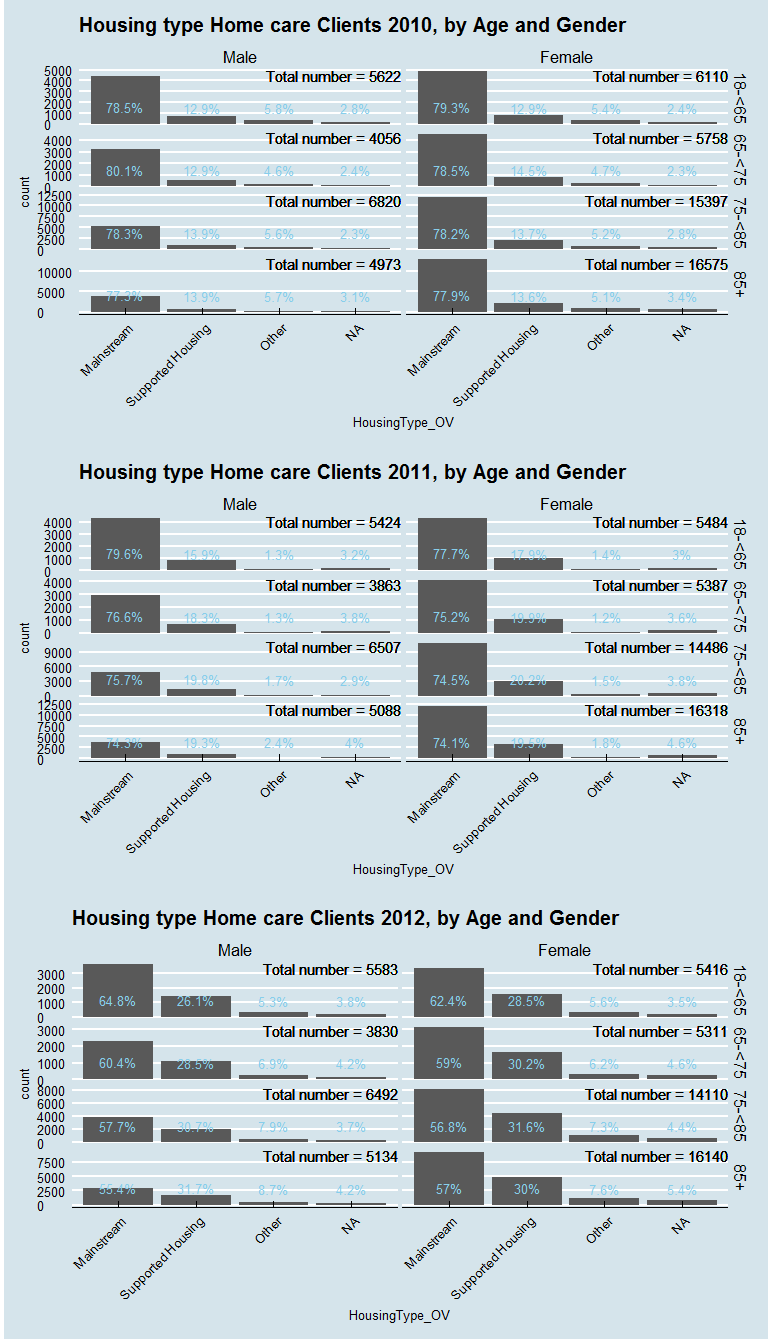 Housing type Home care Clients 2010, by Age and Gender
Male Female
5000 Total number = 5622 Total number = 6110 18-<65
4000
3000
2000 78.5% 12.9% 5.8% 2.8% 79.3% 12.9% 5.4% 2.4%
1000
0
4000 Total number = 4056 Total number = 5758 65-<75
3000
2000
1000 80.1% 12.9% 4.6% 2.4% 78.5% 14.5% 4.7% 2.3%
0
count
12500 Total number = 6820 Total number = 15397 75-<85
10000
7500
5000 78.3% 13.9% 5.6% 2.3% 78.2% 13.7% 5.2% 2.8%
2500
0
Total number = 4973 Total number = 16575 85+
10000
5000 77.3% 13.9% 5.7% 3.1% 77.9% 13.6% 5.1% 3.4%
0
Mainstream Supported Housing Other NA Mainstream Supported Housing Other NA
HousingType_OV
Housing type Home care Clients 2011, by Age and Gender
Male Female
4000 Total number = 5424 Total number = 5484 18-<65
3000
2000
1000 79.6% 15.9% 1.3% 3.2% 77.7% 17.9% 1.4% 3%
0
4000 Total number = 3863 Total number = 5387 65-<75
3000
2000
1000 76.6% 18.3% 1.3% 3.8% 75.2% 19.9% 1.2% 3.6%
0
count
Total number = 6507 Total number = 14486 75-<85
9000
6000
3000 75.7% 19.8% 1.7% 2.9% 74.5% 20.2% 1.5% 3.8%
0
12500 Total number = 5088 Total number = 16318 85+
10000
7500
5000
2500 74.3% 19.3% 2.4% 4% 74.1% 19.5% 1.8% 4.6%
0
Mainstream Supported Housing Other NA Mainstream Supported Housing Other NA
HousingType_OV
Housing type Home care Clients 2012, by Age and Gender
Male Female
3000 Total number = 5583 Total number = 5416 18-<65
2000
1000 64.8% 26.1% 5.3% 3.8% 62.4% 28.5% 5.6% 3.5%
0
3000 Total number = 3830 Total number = 5311 65-<75
2000
1000 60.4% 28.5% 6.9% 4.2% 59% 30.2% 6.2% 4.6%
0
count
8000 Total number = 6492 Total number = 14110 75-<85
6000
4000
2000 57.7% 30.7% 7.9% 3.7% 56.8% 31.6% 7.3% 4.4%
0
Total number = 5134 Total number = 16140 85+
7500
5000
2500 55.4% 31.7% 8.7% 4.2% 57% 30% 7.6% 5.4%
0
Mainstream Supported Housing Other NA Mainstream Supported Housing Other NA
HousingType_OV